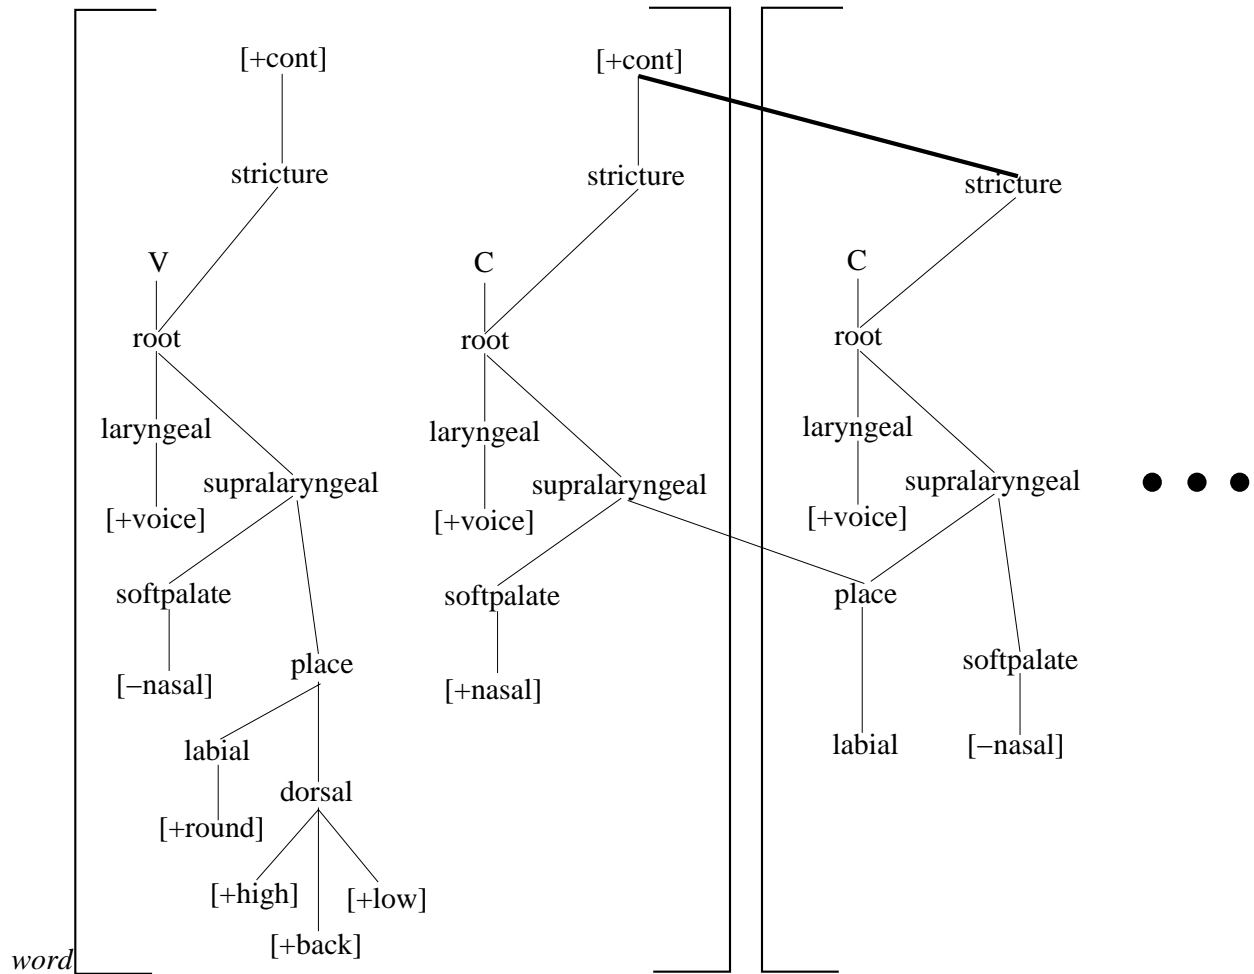 [+cont]
[+cont]
stricture
stricture
stricture
V
C
C
root
root
root
laryngeal
laryngeal
laryngeal
supralaryngeal
supralaryngeal
supralaryngeal
[+voice]
[+voice]
[+voice]
softpalate
softpalate
place
place
softpalate
[−nasal]
[+nasal]
labial
labial
[−nasal]
dorsal
[+round]
[+high]
[+low]
[+back]
word